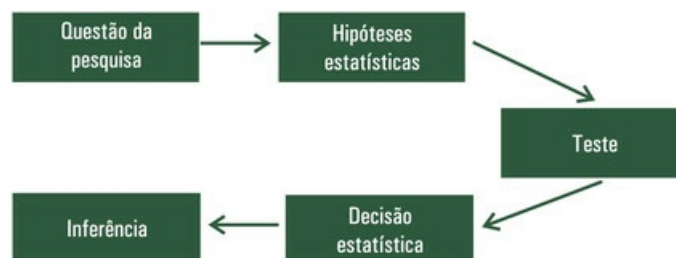 Questão da
pesquisa
Hipóteses
estatísticas
Teste
Decisão
estatística
Inferência